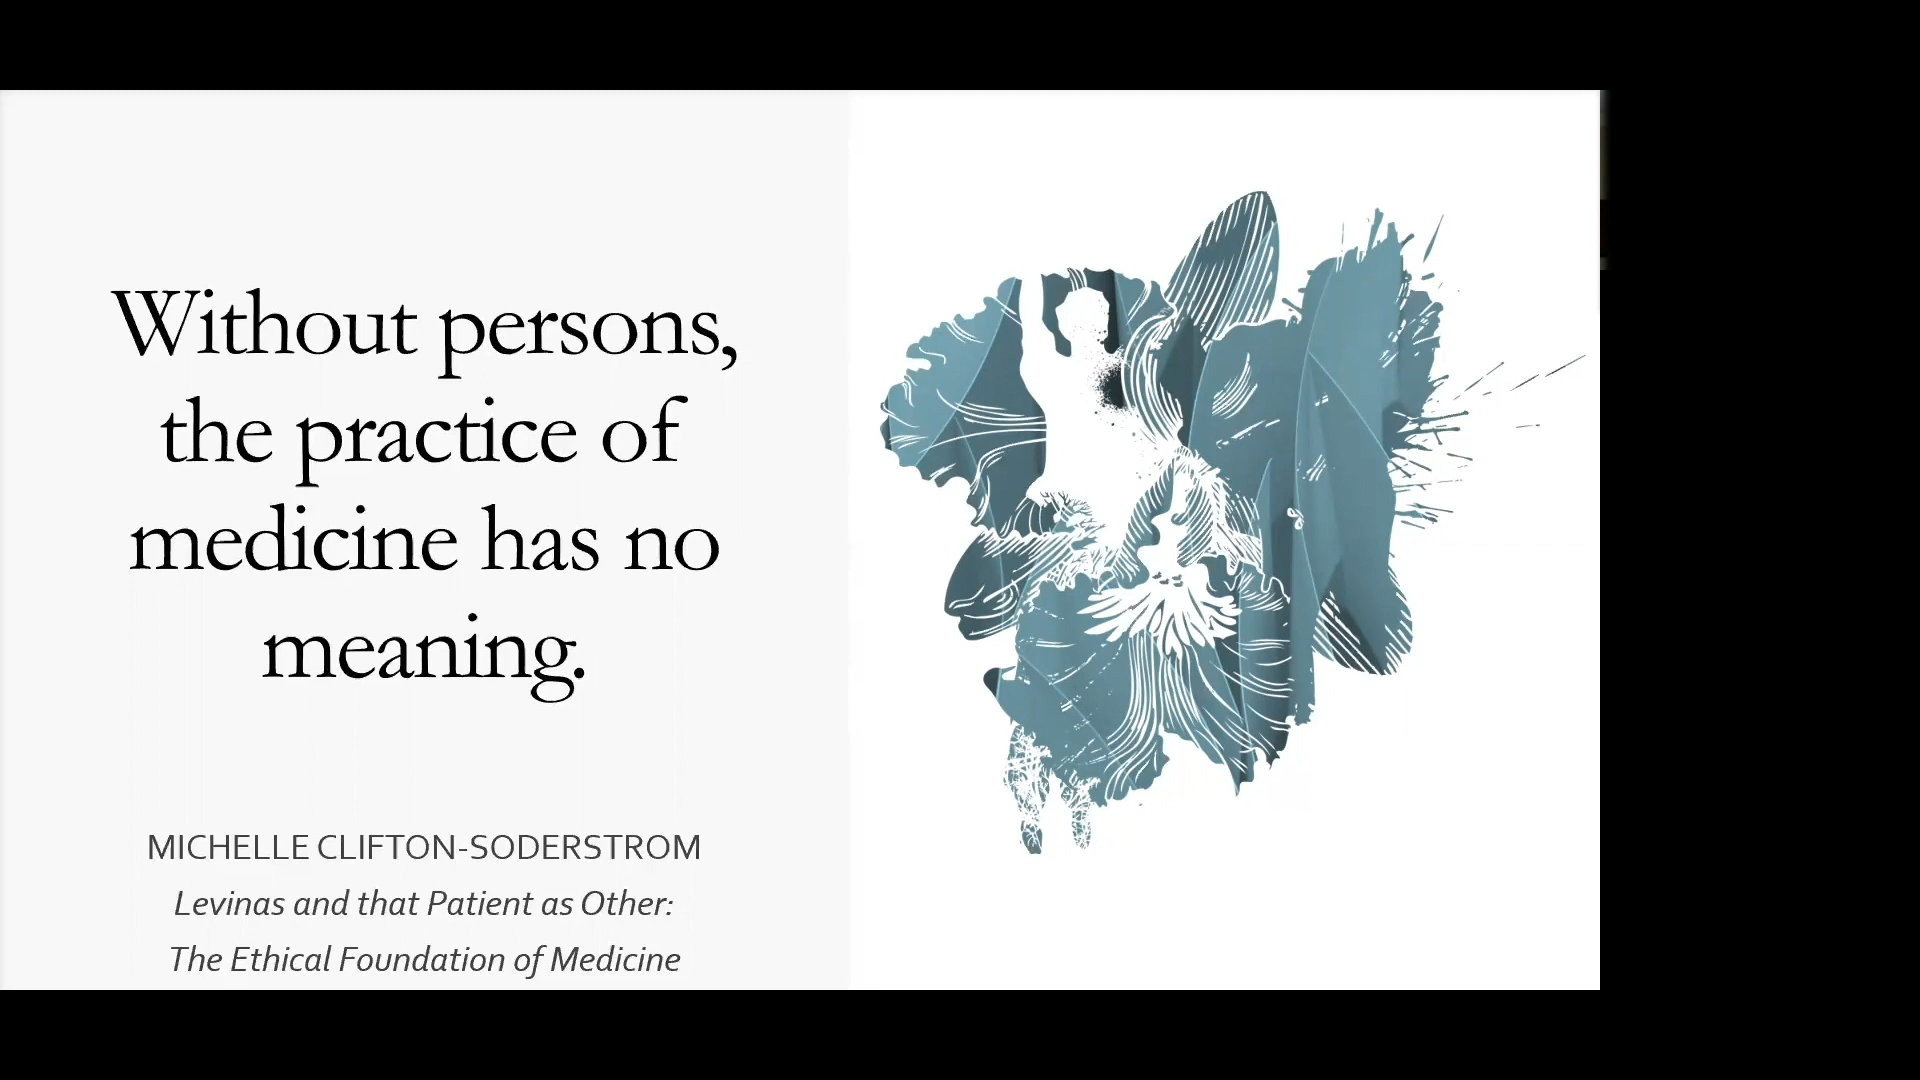 Without persons,
the practice of
medicine has no
meaning.
MICHELLE CLIFTON-SODERSTROM
Levinas and that Patient as Other:
The Ethical Foundation of Medicine